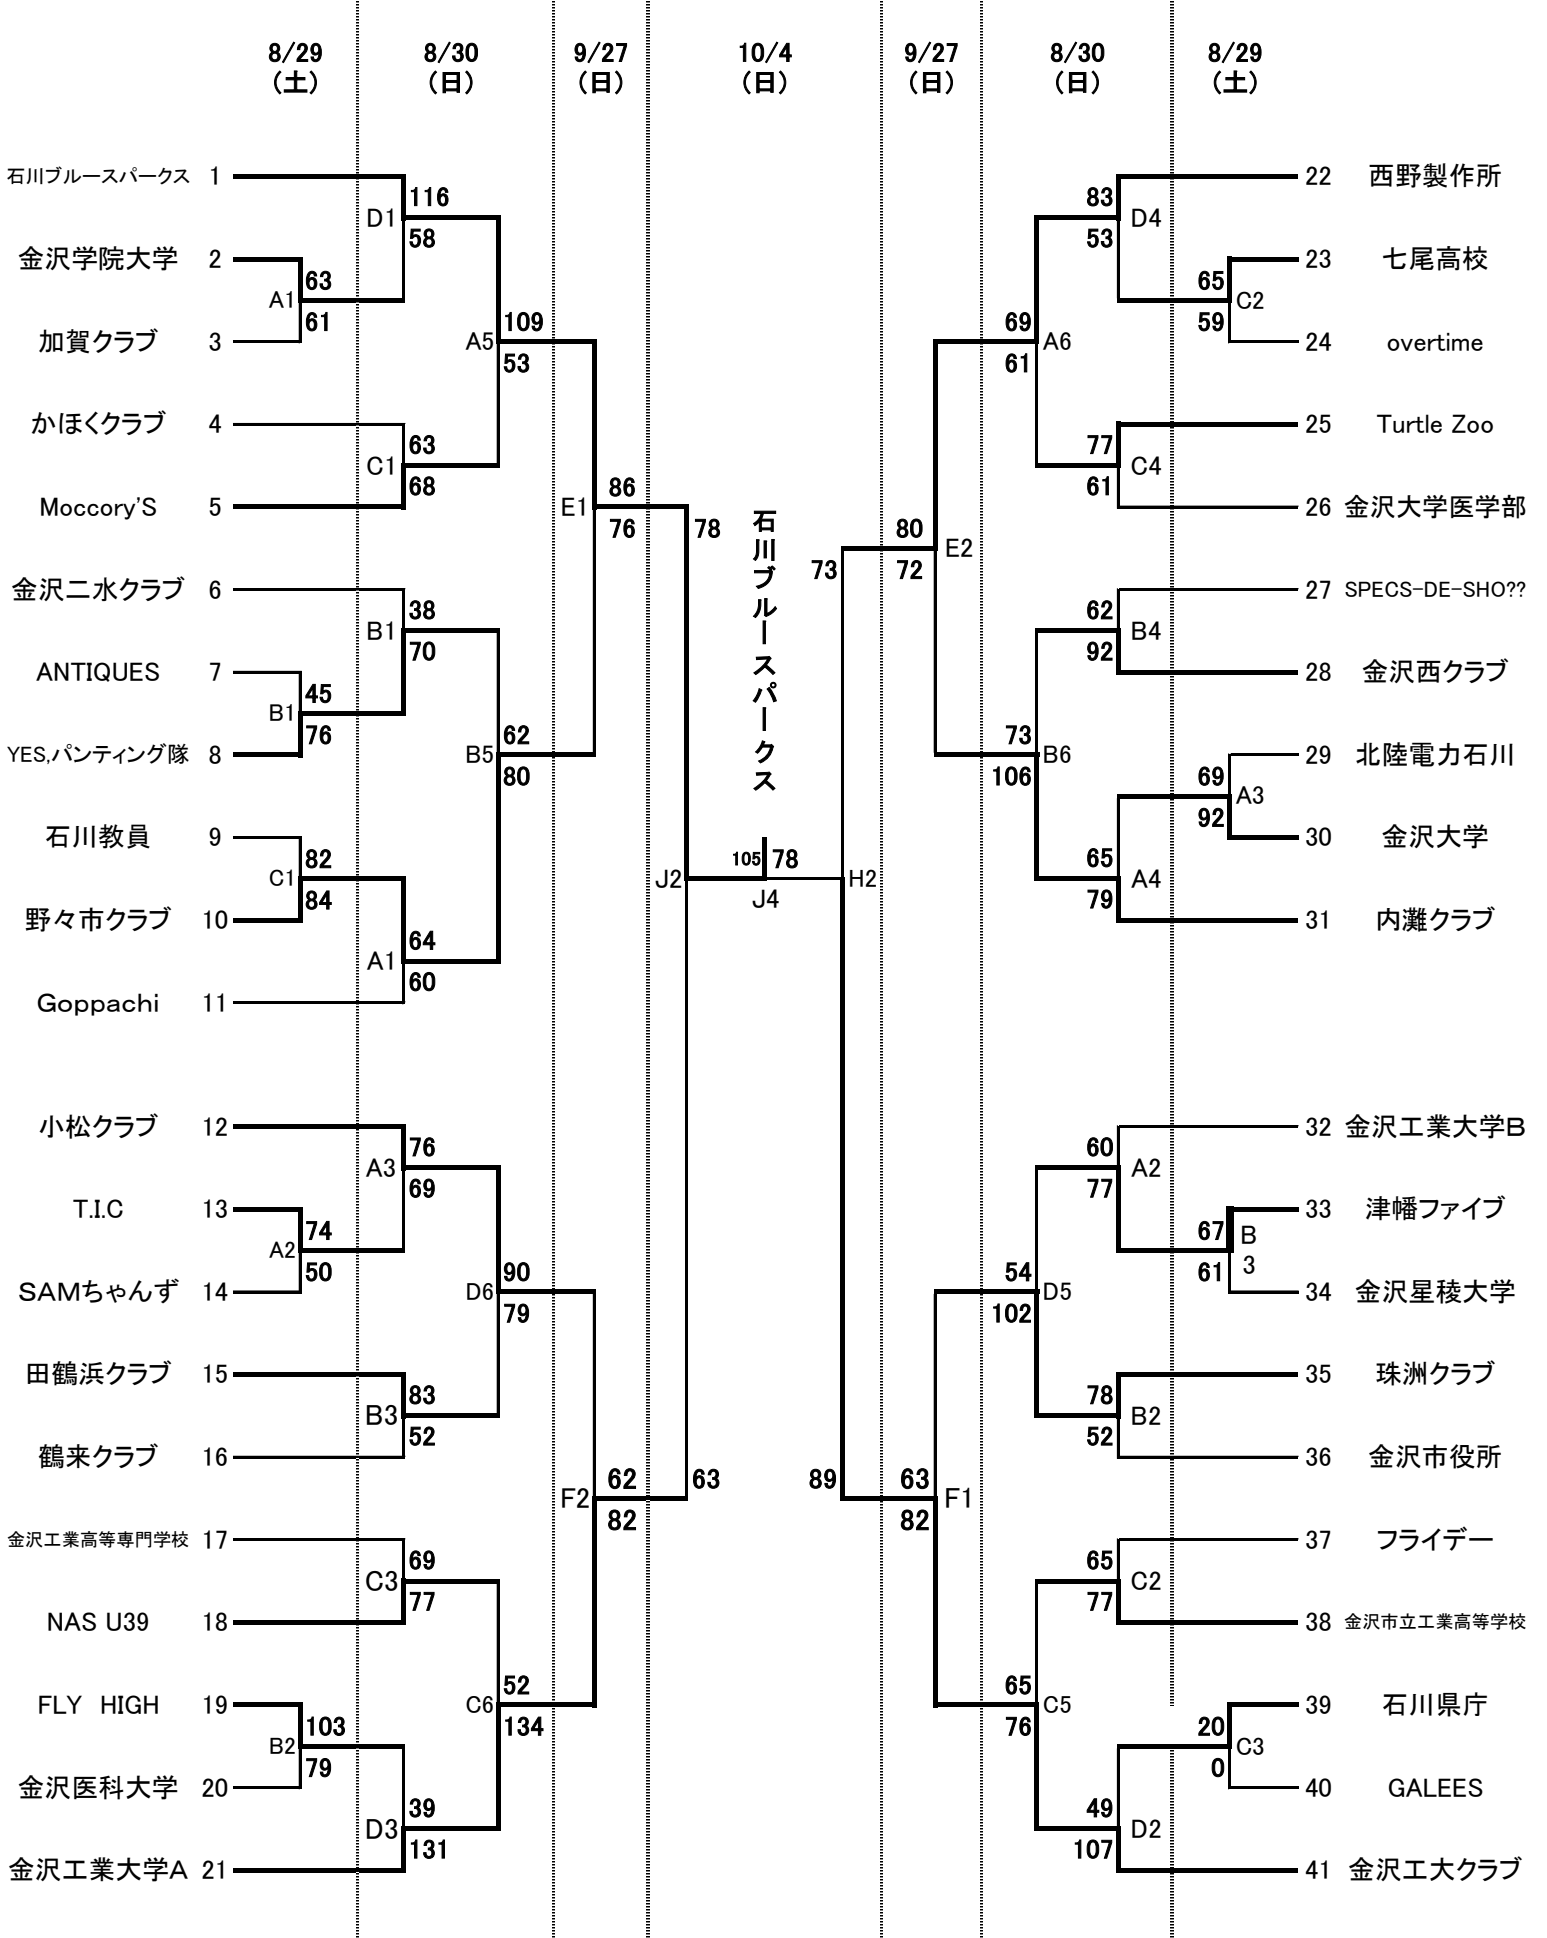 8/29
（土）
8/30
（日）
9/27
（日）
10/4
（日）
9/27
（日）
8/30
（日）
8/29
（土）
石川ブルースパークス 1
金沢学院大学 2
加賀クラブ 3
かほくクラブ 4
Moccory'S 5
金沢二水クラブ 6
ANTIQUES 7
YES,パンティング隊 8
石川教員 9
野々市クラブ 10
Goppachi 11
小松クラブ 12
T.I.C 13
SAMちゃんず 14
田鶴浜クラブ 15
鶴来クラブ 16
金沢工業高等専門学校 17
NAS U39 18
FLY HIGH 19
金沢医科大学 20
金沢工業大学A 21
A1
63
61
B1
45
76
C1
82
84
A2
74
50
B2
103
79
D1
116
58
C1
63
68
B1
38
70
A1
64
60
A3
76
69
B3
83
52
C3
69
77
D3
39
131
A5
109
53
B5
62
80
D6
90
79
C6
52
134
E1
86
76
F2
62
82
J2
78
63
石川ブルースパークス
105
78
J4
H2
73
89
E2
80
72
F1
63
82
A6
69
61
B6
73
106
D5
54
102
C5
65
76
D4
83
53
C4
77
61
B4
62
92
A4
65
79
A2
60
77
B2
78
52
C2
65
77
D2
49
107
C2
65
59
A3
69
92
B
3
67
61
C3
20
0
22 西野製作所
23 七尾高校
24 overtime
25 Turtle Zoo
26 金沢大学医学部
27 SPECS-DE-SHO??
28 金沢西クラブ
29 北陸電力石川
30 金沢大学
31 内灘クラブ
32 金沢工業大学B
33 津幡ファイブ
34 金沢星稜大学
35 珠洲クラブ
36 金沢市役所
37 フライデー
38 金沢市立工業高等学校
39 石川県庁
40 GALEES
41 金沢工大クラブ